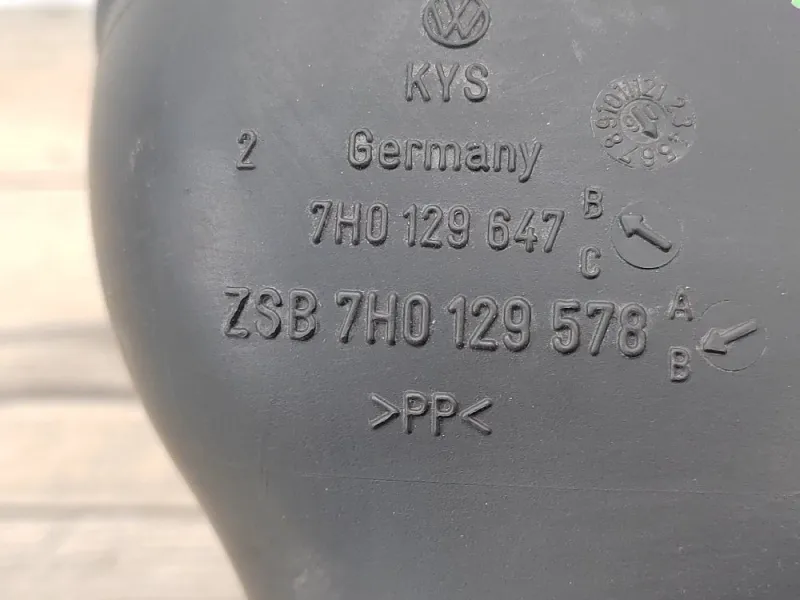 KYS
2 Germany
7H0 129 647 B
C
ZSB 7H0 129 578 A
B
>PP<